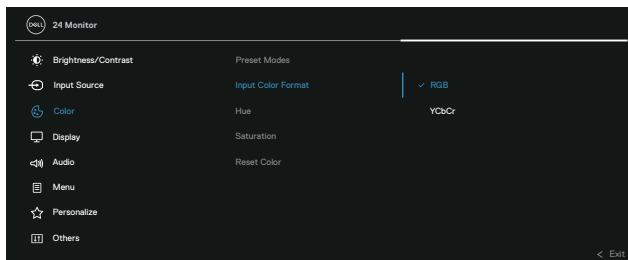 DELL 24 Monitor
Brightness/Contrast Preset Modes
Input Source Input Color Format ✓ RGB
Color Hue YCbCr
Display Saturation
Audio Reset Color
Menu
Personalize
Others
< Exit